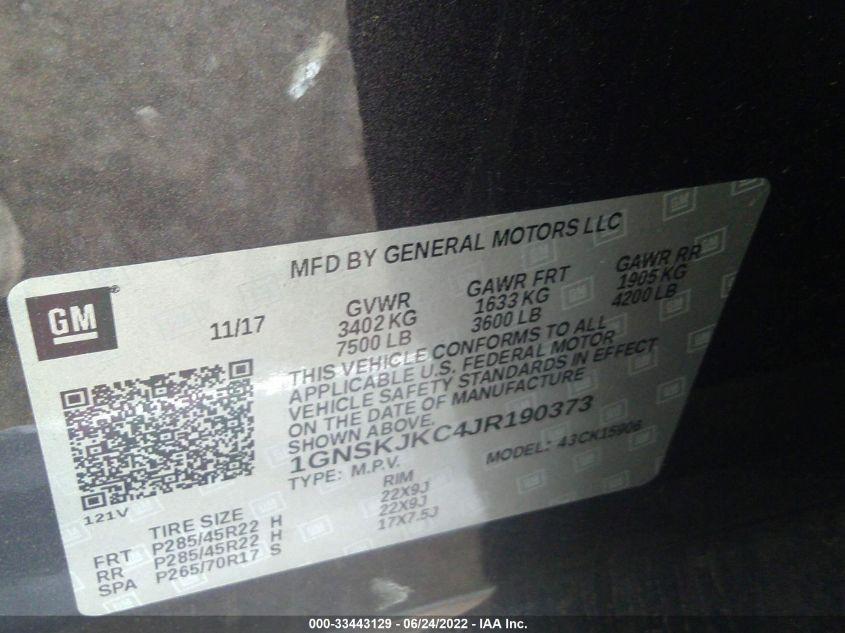 MFD BY GENERAL MOTORS LLC
GM®
11/17
GVWR
3402 KG
7500 LB
GAWR FRT
1633 KG
3600 LB
GAWR RR
1905 KG
4200 LB
THIS VEHICLE CONFORMS TO ALL
APPLICABLE U.S. FEDERAL MOTOR
VEHICLE SAFETY STANDARDS IN EFFECT
ON THE DATE OF MANUFACTURE
SHOWN ABOVE.
1GNSKJKC4JR190373
TYPE: M.P.V. MODEL: 43CK15906
121V
TIRE SIZE RIM
FRT P285/45R22 H 22X9J
RR P285/45R22 H 22X9J
SPA P265/70R17 S 17X7.5J
000-33443129 - 06/24/2022 - IAA Inc.